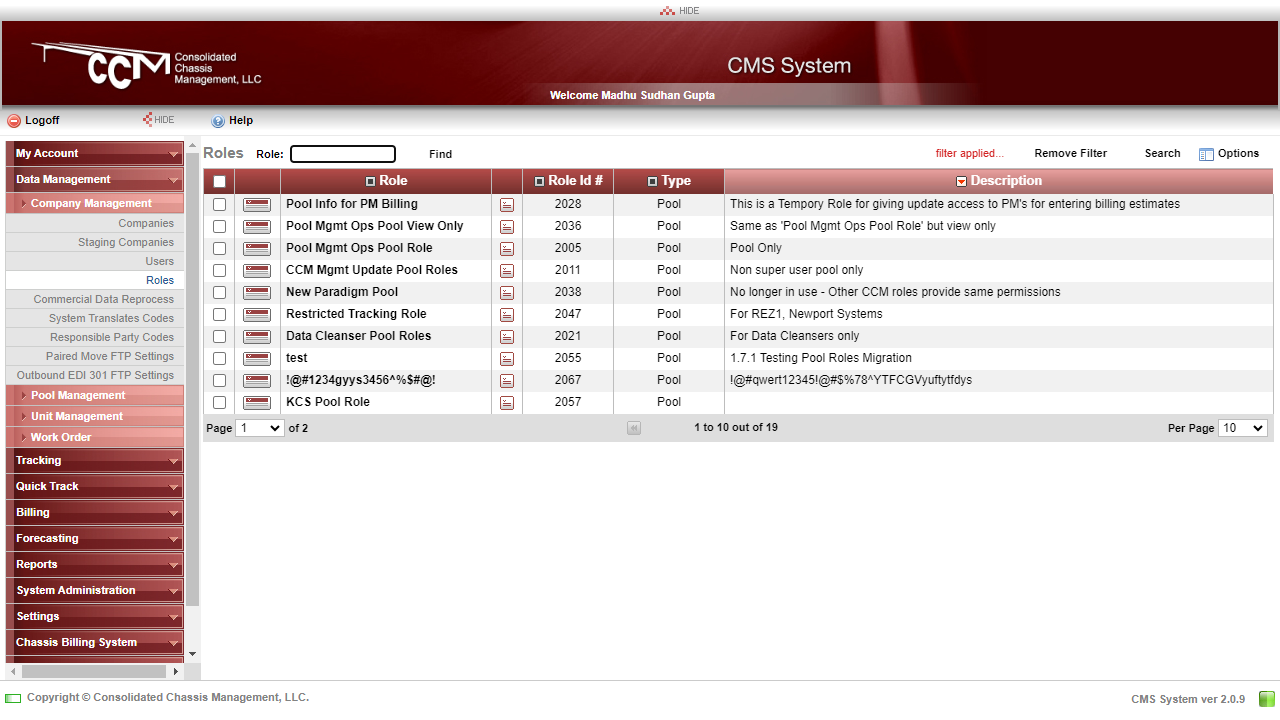 HIDE
CCM Consolidated
Chassis
Management, LLC
CMS System
Welcome Madhu Sudhan Gupta
Logoff HIDE Help
My Account
Data Management
Company Management
Companies
Staging Companies
Users
Roles
Commercial Data Reprocess
System Translates Codes
Responsible Party Codes
Paired Move FTP Settings
Outbound EDI 301 FTP Settings
Pool Management
Unit Management
Work Order
Tracking
Quick Track
Billing
Forecasting
Reports
System Administration
Settings
Chassis Billing System
Roles Role: Find filter applied... Remove Filter Search Options
Role Role Id # Type Description
Pool Info for PM Billing 2028 Pool This is a Tempory Role for giving update access to PM's for entering billing estimates
Pool Mgmt Ops Pool View Only 2036 Pool Same as 'Pool Mgmt Ops Pool Role' but view only
Pool Mgmt Ops Pool Role 2005 Pool Pool Only
CCM Mgmt Update Pool Roles 2011 Pool Non super user pool only
New Paradigm Pool 2038 Pool No longer in use - Other CCM roles provide same permissions
Restricted Tracking Role 2047 Pool For REZ1, Newport Systems
Data Cleanser Pool Roles 2021 Pool For Data Cleansers only
test 2055 Pool 1.7.1 Testing Pool Roles Migration
!@#1234gyys3456^%$#@! 2067 Pool !@#qwert12345!@#$%78^YTFCGVyuftytfdys
KCS Pool Role 2057 Pool
Page 1 of 2 1 to 10 out of 19 Per Page 10
Copyright © Consolidated Chassis Management, LLC. CMS System ver 2.0.9